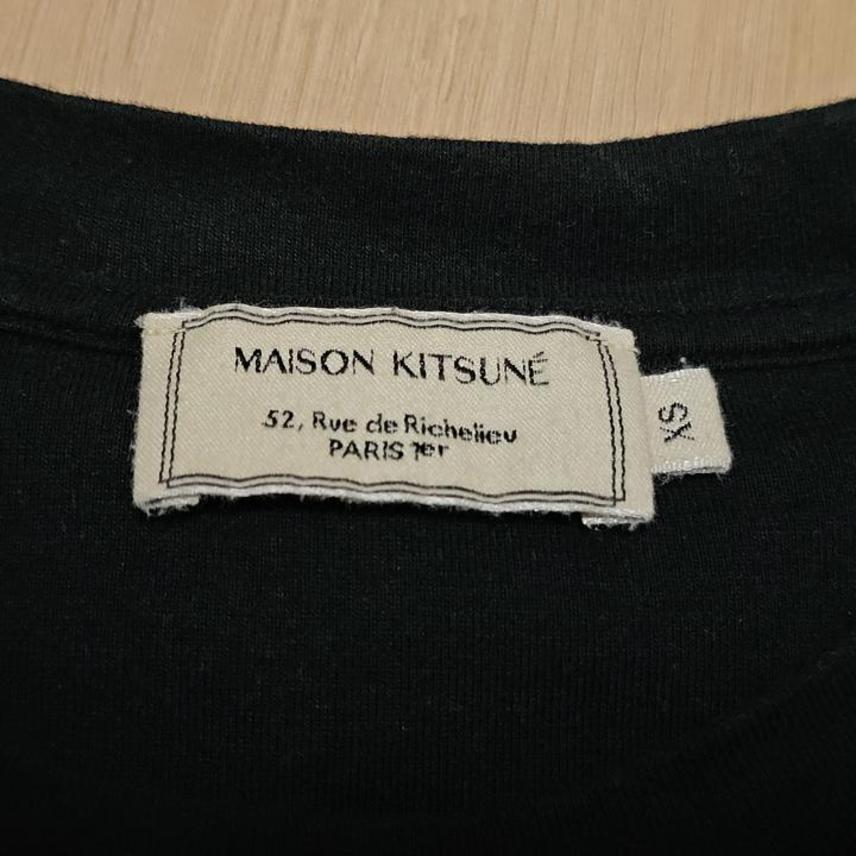 MAISON KITSUNÉ
52, Rue de Richelieu
PARIS 1er
XS